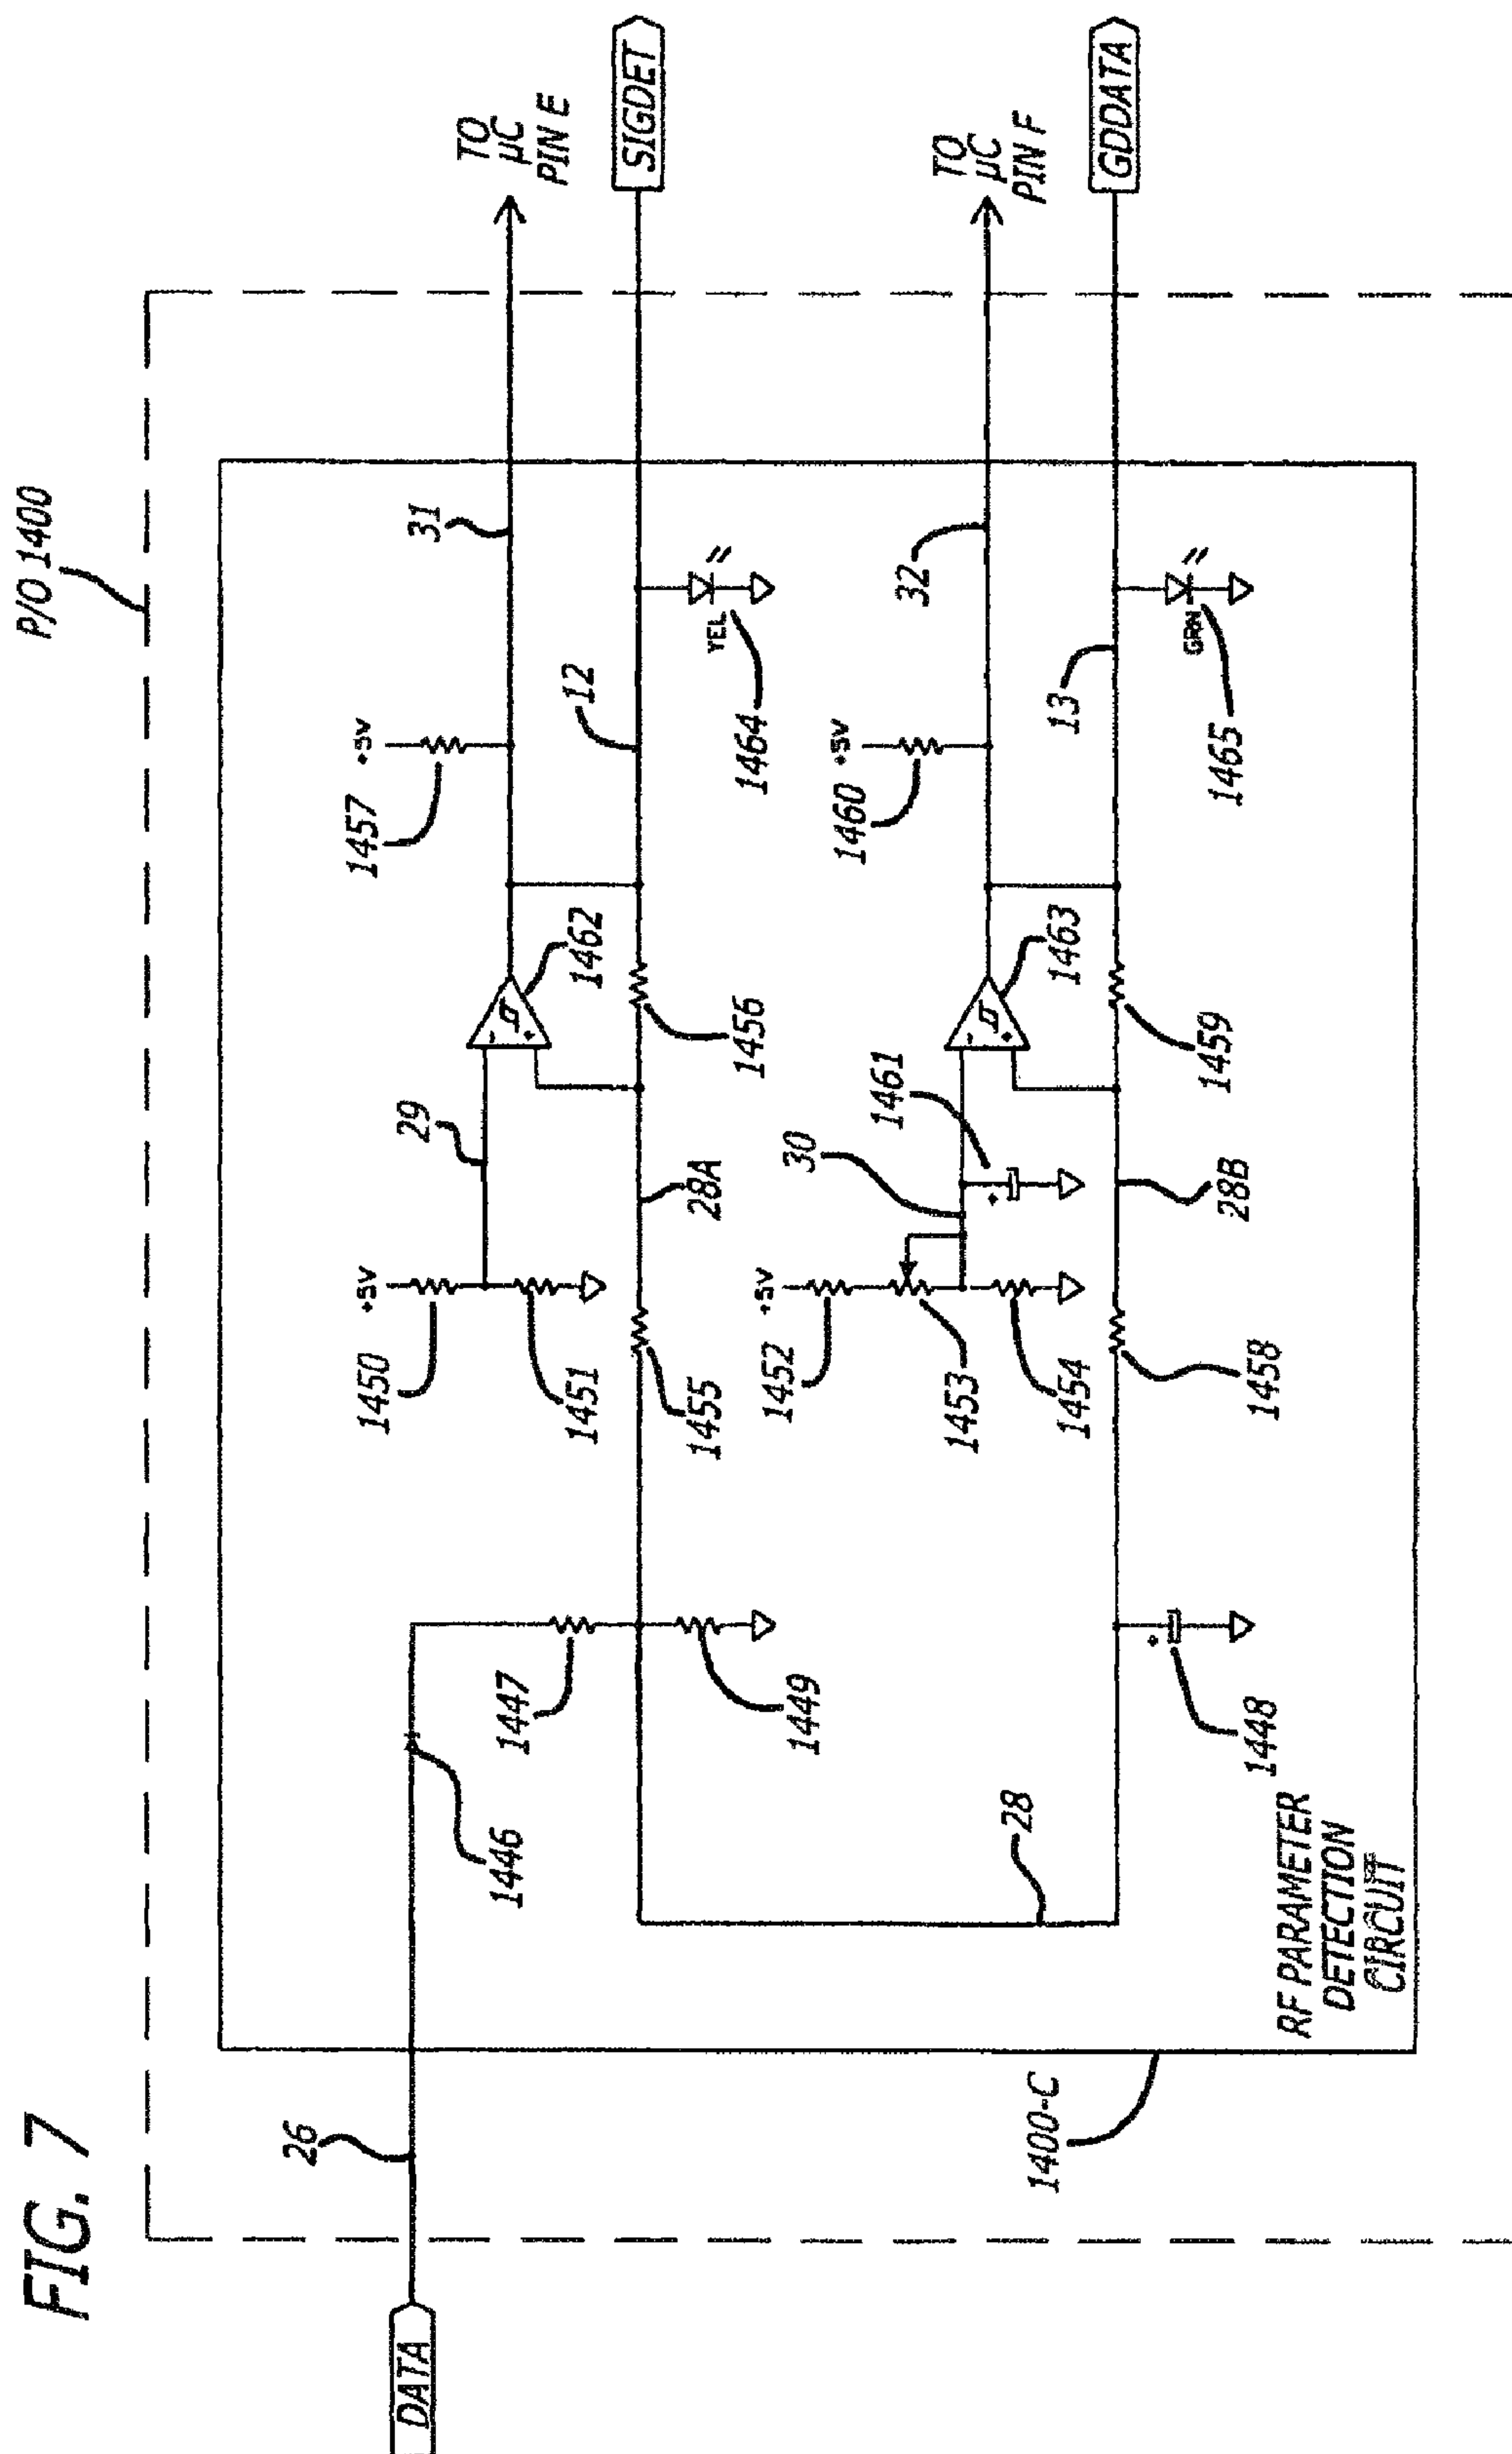 FIG. 7
P/O 1400
DATA
26
1446
1447
1449
28
1448
1400-C
RF PARAMETER
DETECTION
CIRCUIT
+5V
1450
1451
29
1455
28A
1462
-
+
1456
+5V
1457
31
12
YEL
1464
TO
µC
PIN E
SIGDET
+5V
1452
1453
1454
30
1461
+
1458
28B
1463
-
+
1459
+5V
1460
32
13
GRN
1465
TO
µC
PIN F
GDDATA
+